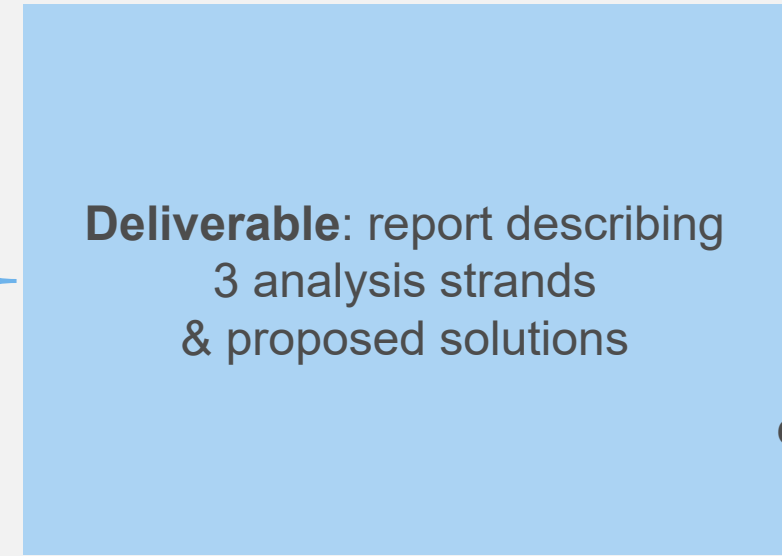 Deliverable: report describing
3 analysis strands
& proposed solutions